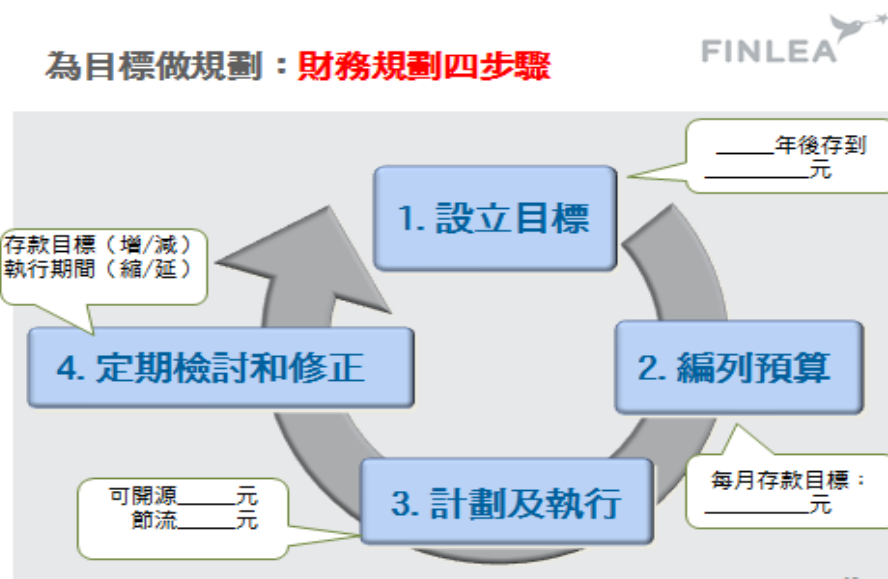 FINLEA
為目標做規劃：財務規劃四步驟
_____年後存到
_________元
1. 設立目標
存款目標（增/減）
執行期間（縮/延）
4. 定期檢討和修正
2. 編列預算
每月存款目標：
_________元
可開源_____元
節流_____元
3. 計劃及執行